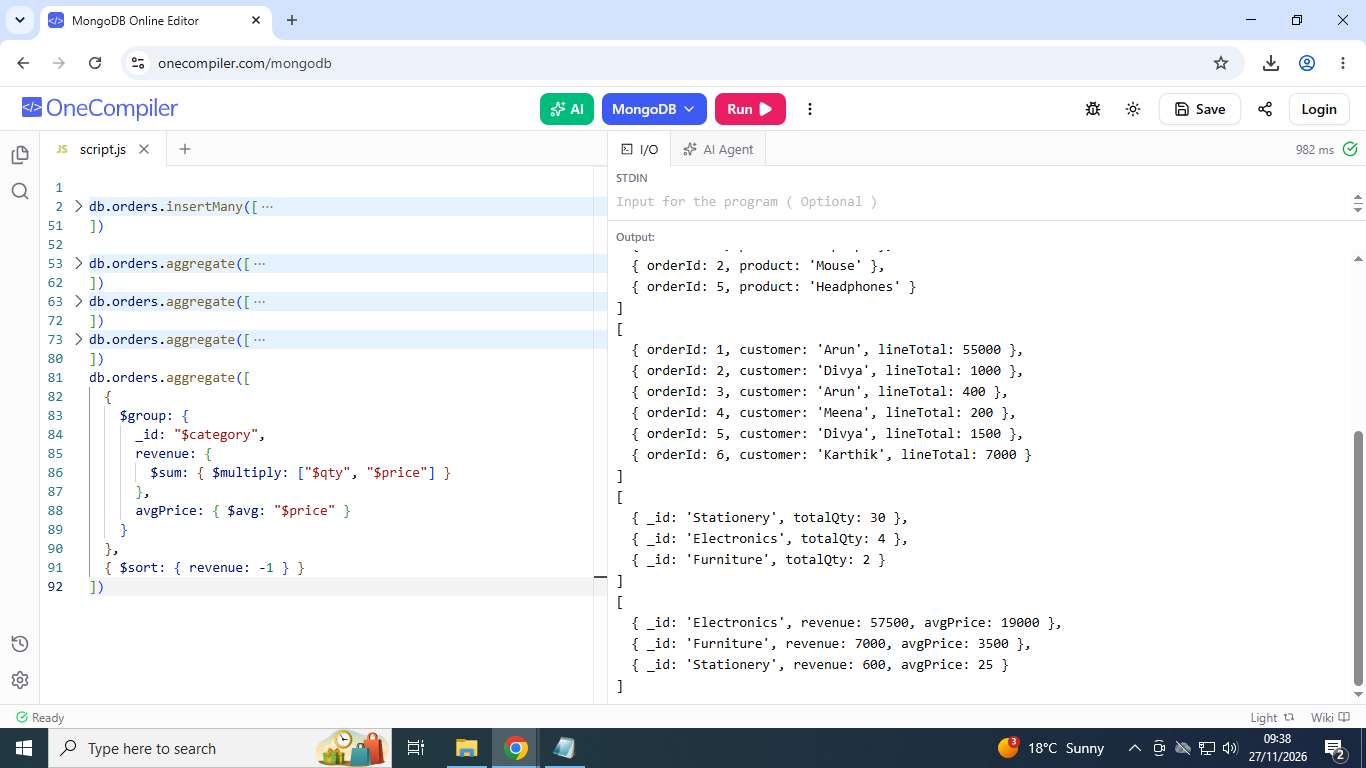 MongoDB Online Editor
onecompiler.com/mongodb
OneCompiler
AI
MongoDB
Run
Save
Login
JS script.js
I/O
AI Agent
982 ms
1
2 db.orders.insertMany([ ···
51 ])
52
53 db.orders.aggregate([ ···
62 ])
63 db.orders.aggregate([ ···
72 ])
73 db.orders.aggregate([ ···
80 ])
81 db.orders.aggregate([
82 {
83 $group: {
84 _id: "$category",
85 revenue: {
86 $sum: { $multiply: ["$qty", "$price"] }
87 },
88 avgPrice: { $avg: "$price" }
89 }
90 },
91 { $sort: { revenue: -1 } }
92 ])
STDIN
Input for the program ( Optional )
Output:
{ orderId: 2, product: 'Mouse' },
{ orderId: 5, product: 'Headphones' }
]
[
{ orderId: 1, customer: 'Arun', lineTotal: 55000 },
{ orderId: 2, customer: 'Divya', lineTotal: 1000 },
{ orderId: 3, customer: 'Arun', lineTotal: 400 },
{ orderId: 4, customer: 'Meena', lineTotal: 200 },
{ orderId: 5, customer: 'Divya', lineTotal: 1500 },
{ orderId: 6, customer: 'Karthik', lineTotal: 7000 }
]
[
{ _id: 'Stationery', totalQty: 30 },
{ _id: 'Electronics', totalQty: 4 },
{ _id: 'Furniture', totalQty: 2 }
]
[
{ _id: 'Electronics', revenue: 57500, avgPrice: 19000 },
{ _id: 'Furniture', revenue: 7000, avgPrice: 3500 },
{ _id: 'Stationery', revenue: 600, avgPrice: 25 }
]
Ready
Light
Wiki
Type here to search
3
18°C Sunny
09:38
27/11/2026
2